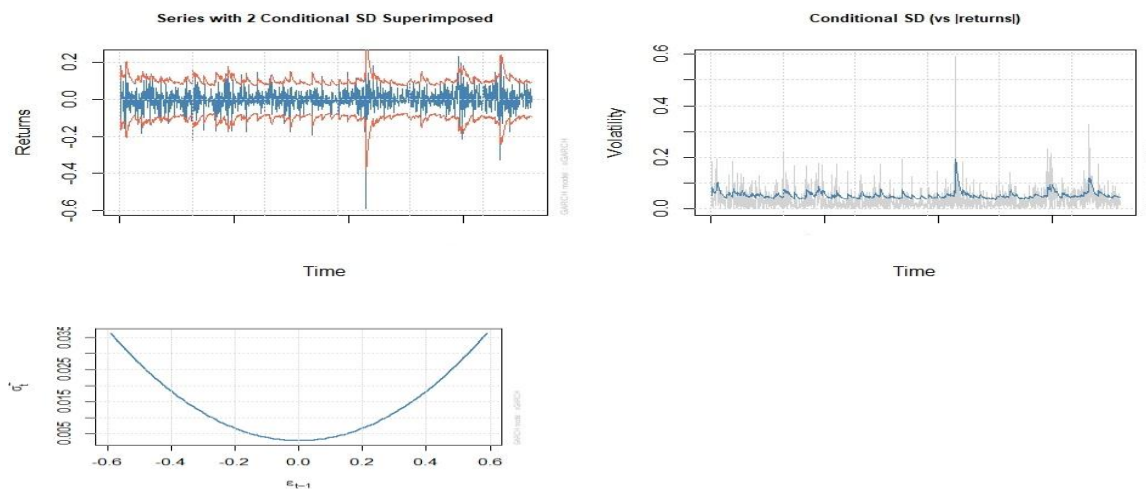 Series with 2 Conditional SD Superimposed
Returns
0.2
0.0
-0.2
-0.4
-0.6
Time
Conditional SD (vs |returns|)
Volatility
0.6
0.4
0.2
0.0
Time
0.035
0.025
0.015
0.005
-0.6 -0.4 -0.2 0.0 0.2 0.4 0.6
εt−1